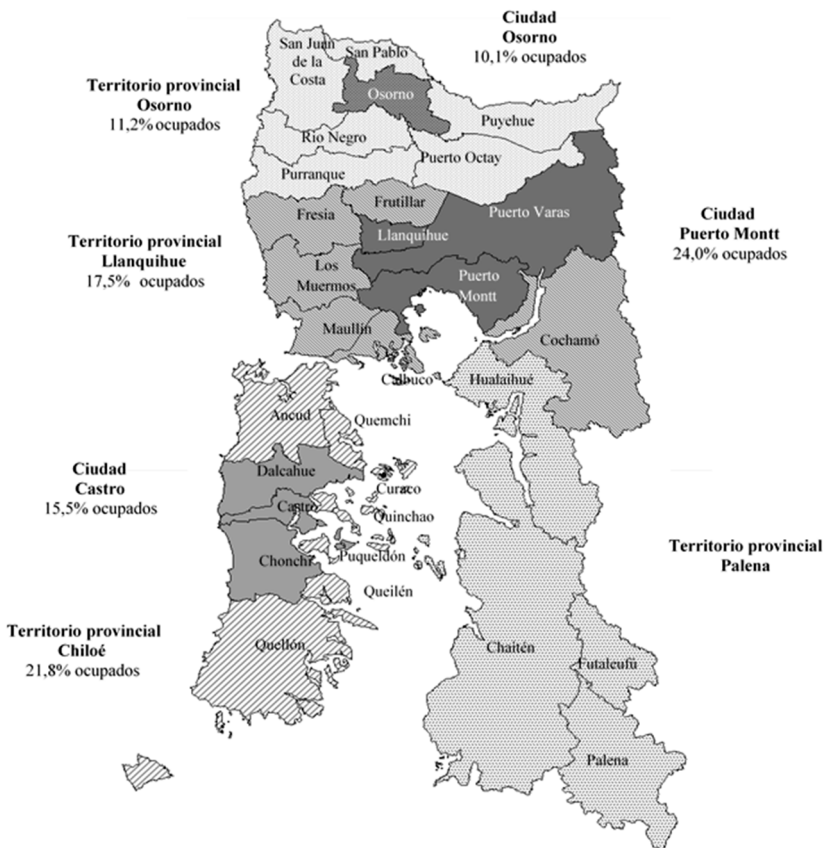 Ciudad
Osorno
10,1% ocupados
San Juan
de la
Costa
San Pablo
Territorio provincial
Osorno
11,2% ocupados
Osorno
Puyehue
Río Negro
Puerto Octay
Purranque
Frutillar
Fresia
Puerto Varas
Ciudad
Puerto Montt
24,0% ocupados
Llanquihue
Territorio provincial
Llanquihue
17,5% ocupados
Los
Muermos
Puerto
Montt
Maullín
Cochamó
Calbuco
Hualaihué
Ancud
Quemchi
Ciudad
Castro
15,5% ocupados
Dalcahue
Curaco
Castro
Quinchao
Chonchi
Puqueldón
Territorio provincial
Palena
Queilén
Territorio provincial
Chiloé
21,8% ocupados
Quellón
Chaitén
Futaleufú
Palena